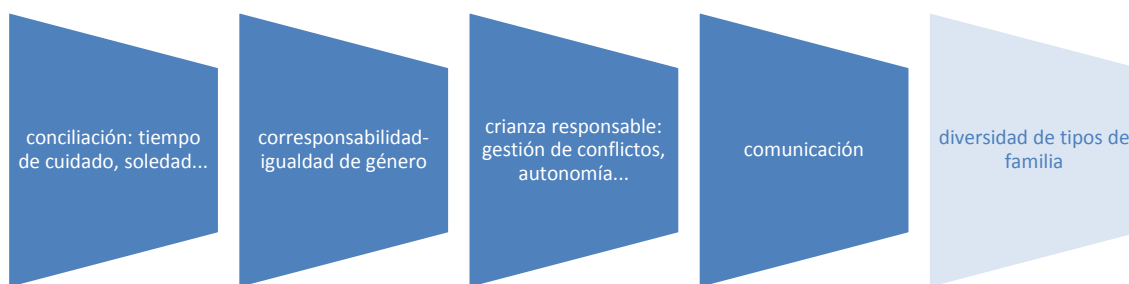 conciliación: tiempo
de cuidado, soledad...
corresponsabilidad-
igualdad de género
crianza responsable:
gestión de conflictos,
autonomía...
comunicación
diversidad de tipos de
familia